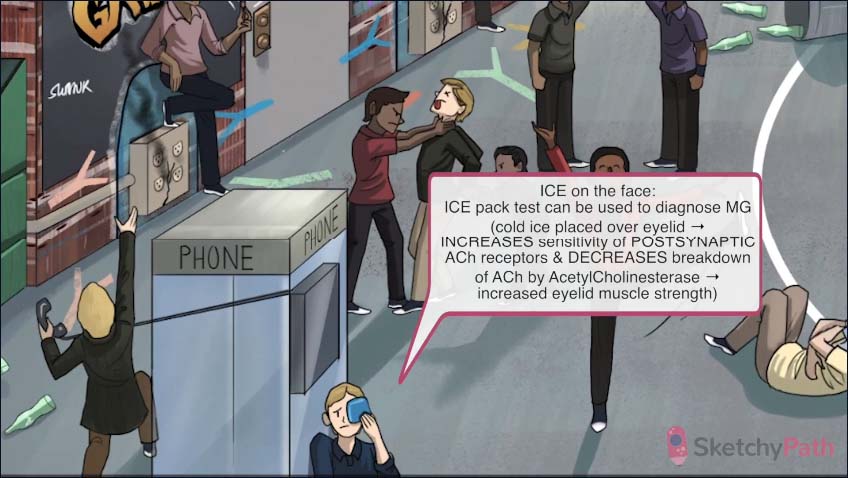 SUMUK
PHONE
PHONE
ICE on the face:
ICE pack test can be used to diagnose MG
(cold ice placed over eyelid →
INCREASES sensitivity of POSTSYNAPTIC
ACh receptors & DECREASES breakdown
of ACh by AcetylCholinesterase →
increased eyelid muscle strength)
SketchyPath